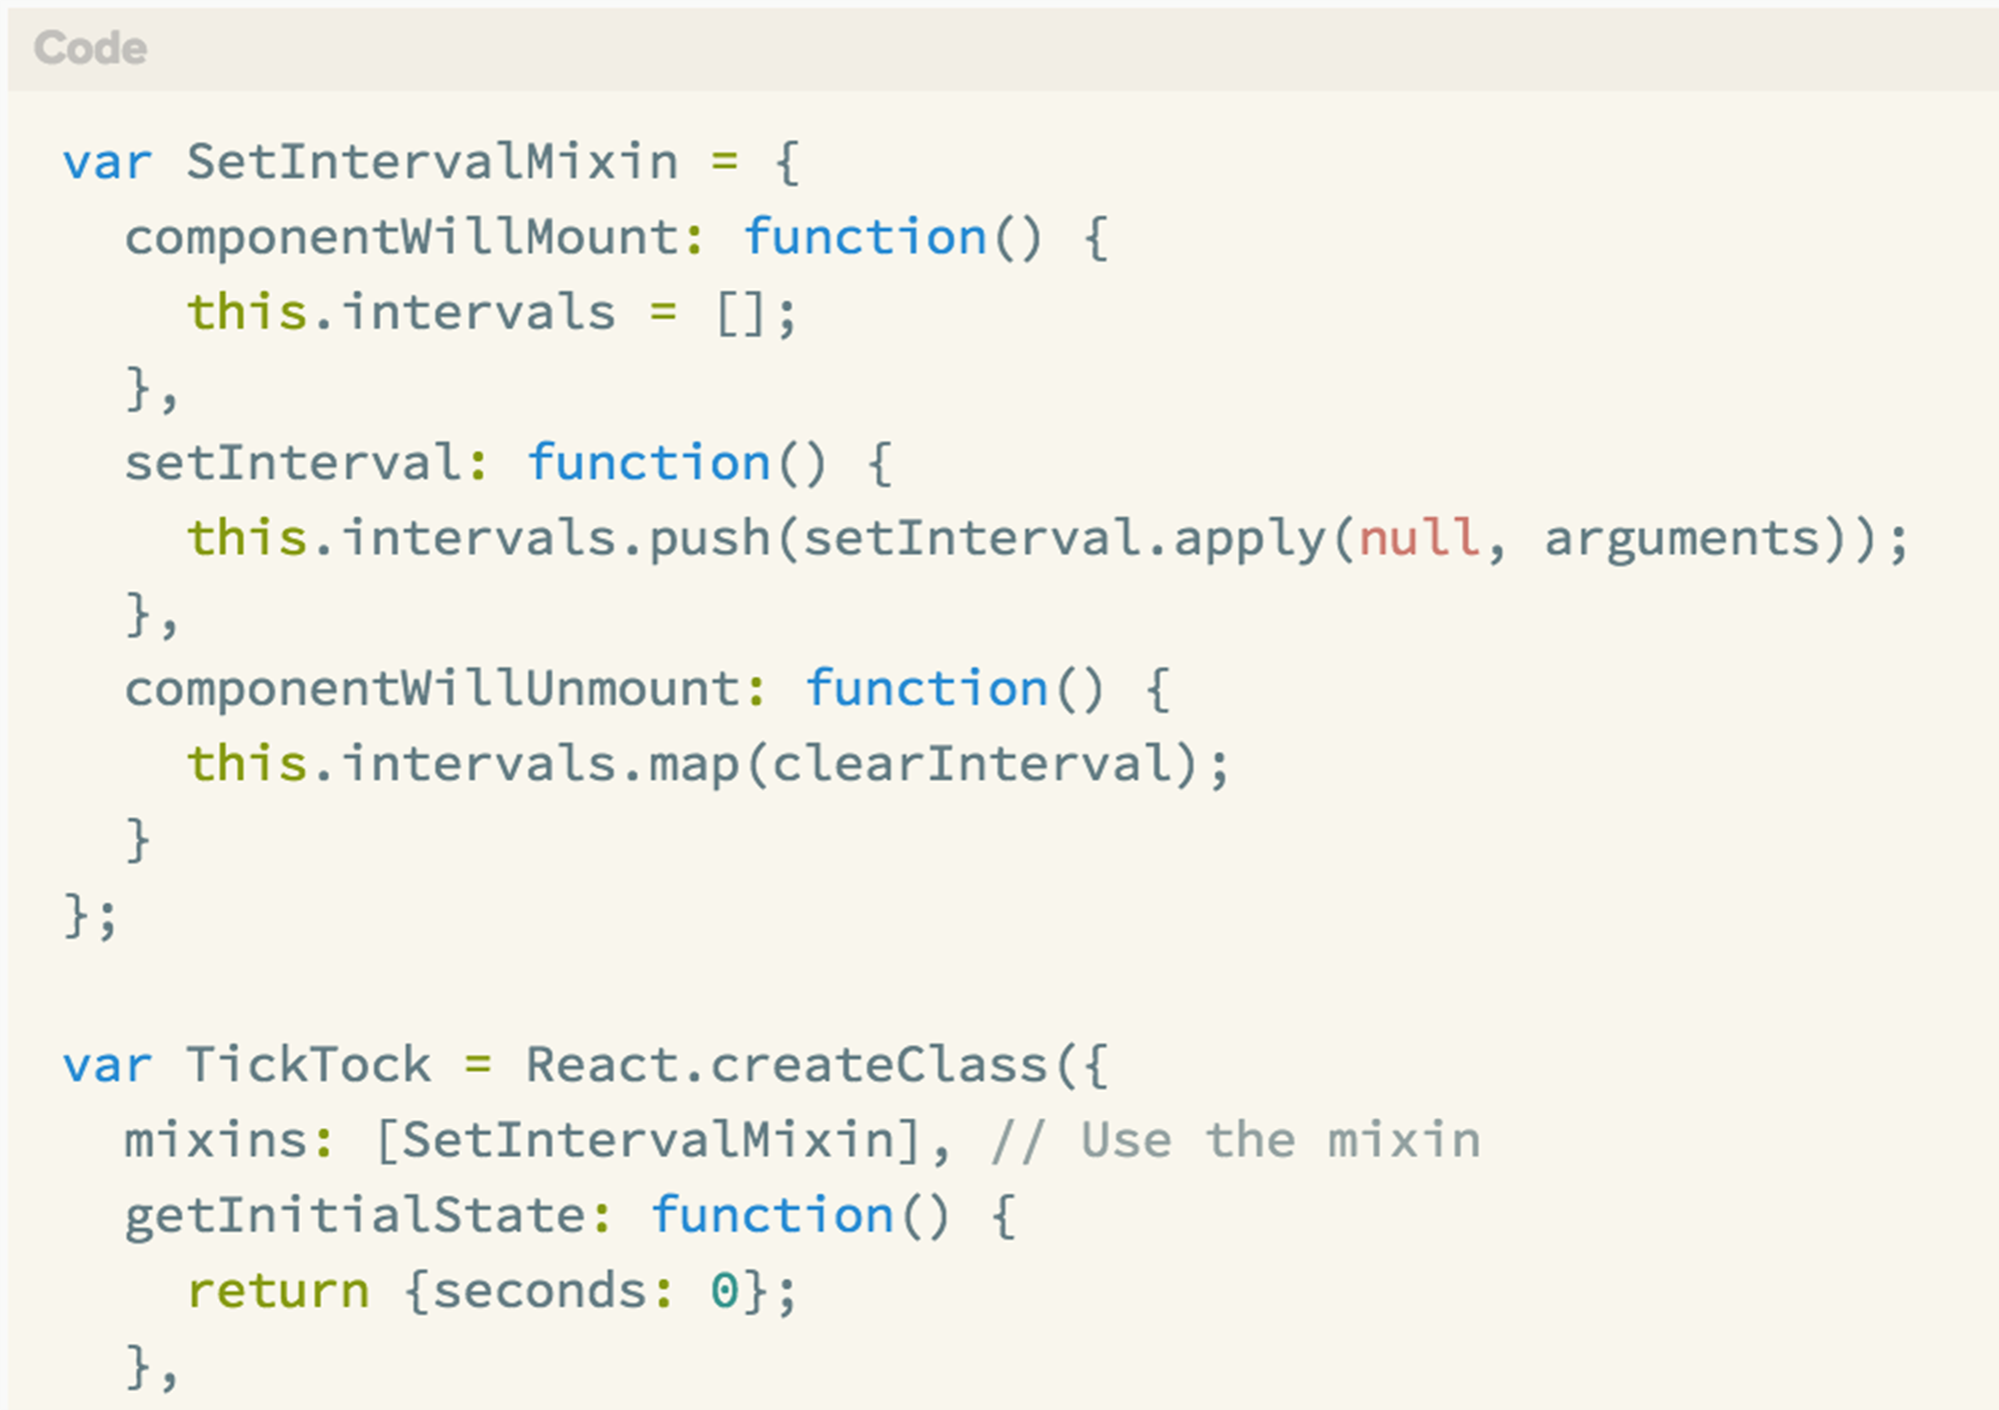 Code
var SetIntervalMixin = {
  componentWillMount: function() {
    this.intervals = [];
  },
  setInterval: function() {
    this.intervals.push(setInterval.apply(null, arguments));
  },
  componentWillUnmount: function() {
    this.intervals.map(clearInterval);
  }
};

var TickTock = React.createClass({
  mixins: [SetIntervalMixin], // Use the mixin
  getInitialState: function() {
    return {seconds: 0};
  },